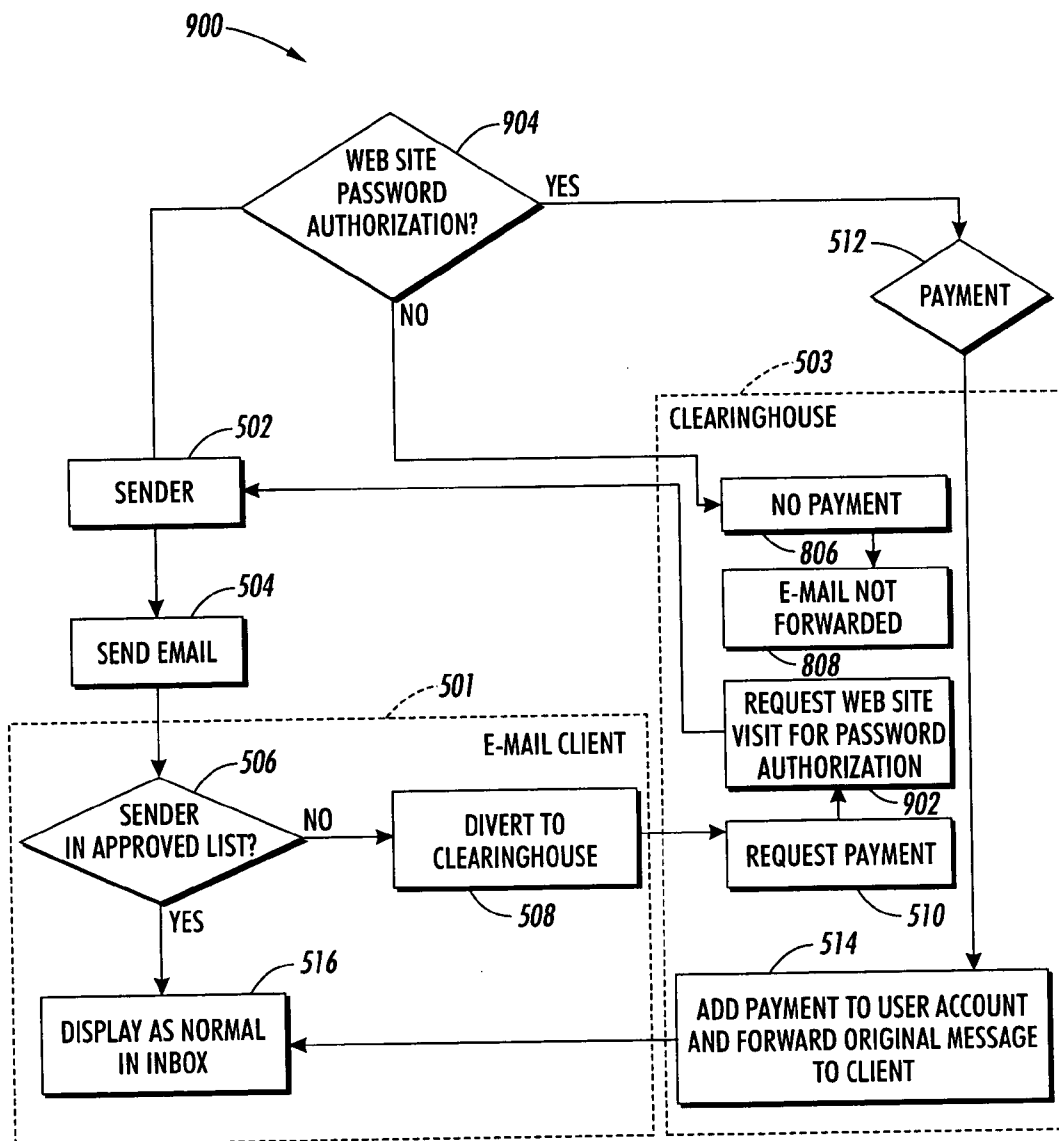 900
904
WEB SITE
PASSWORD
AUTHORIZATION?
YES
NO
512
PAYMENT
503
CLEARINGHOUSE
502
SENDER
NO PAYMENT
806
E-MAIL NOT
FORWARDED
808
504
SEND EMAIL
501
E-MAIL CLIENT
REQUEST WEB SITE
VISIT FOR PASSWORD
AUTHORIZATION
902
506
SENDER
IN APPROVED LIST?
NO
YES
DIVERT TO
CLEARINGHOUSE
508
REQUEST PAYMENT
510
516
DISPLAY AS NORMAL
IN INBOX
514
ADD PAYMENT TO USER ACCOUNT
AND FORWARD ORIGINAL MESSAGE
TO CLIENT